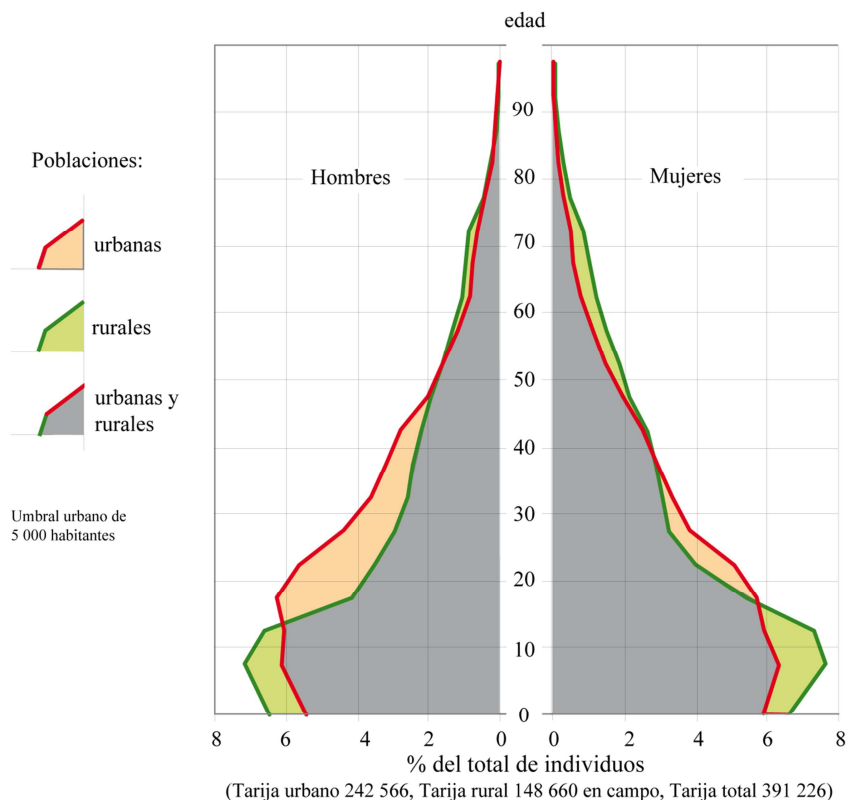 edad
Poblaciones:
urbanas
rurales
urbanas y
rurales
Umbral urbano de
5 000 habitantes
Hombres
Mujeres
90
80
70
60
50
40
30
20
10
0
8 6 4 2 0 0 2 4 6 8
% del total de individuos
(Tarija urbano 242 566, Tarija rural 148 660 en campo, Tarija total 391 226)